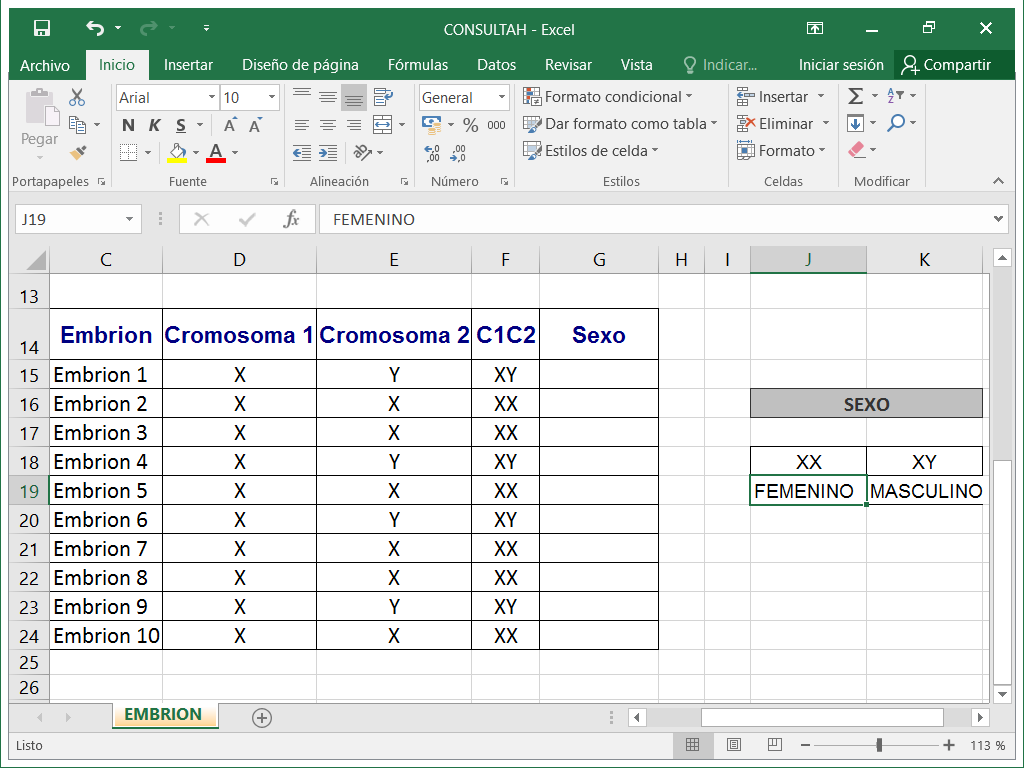 CONSULTAH - Excel
Archivo Inicio Insertar Diseño de página Fórmulas Datos Revisar Vista Indicar... Iniciar sesión Compartir
Pegar
Portapapeles
Arial 10
N K S A A
A
Fuente
Alineación
General
% 000
Número
Formato condicional
Dar formato como tabla
Estilos de celda
Estilos
Insertar
Eliminar
Formato
Celdas
Modificar
J19 fx FEMENINO
C D E F G H I J K
13
14 Embrion Cromosoma 1 Cromosoma 2 C1C2 Sexo
15 Embrion 1 X Y XY
16 Embrion 2 X X XX SEXO
17 Embrion 3 X X XX
18 Embrion 4 X Y XY XX XY
19 Embrion 5 X X XX FEMENINO MASCULINO
20 Embrion 6 X Y XY
21 Embrion 7 X X XX
22 Embrion 8 X X XX
23 Embrion 9 X Y XY
24 Embrion 10 X X XX
25
26
EMBRION
Listo 113 %